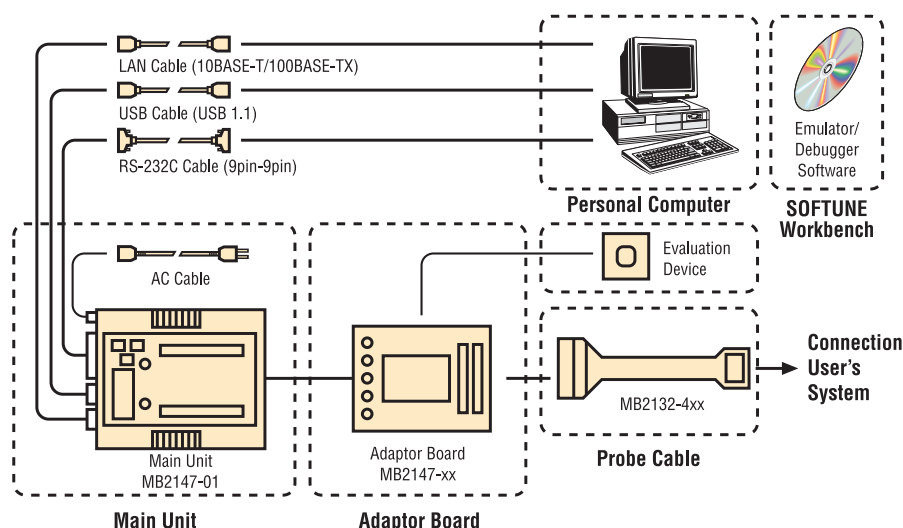 LAN Cable (10BASE-T/100BASE-TX)
USB Cable (USB 1.1)
RS-232C Cable (9pin-9pin)
Personal Computer
Emulator/
Debugger
Software
SOFTUNE
Workbench
AC Cable
Evaluation
Device
Main Unit
MB2147-01
Main Unit
Adaptor Board
MB2147-xx
Adaptor Board
MB2132-4xx
Probe Cable
Connection
User's
System